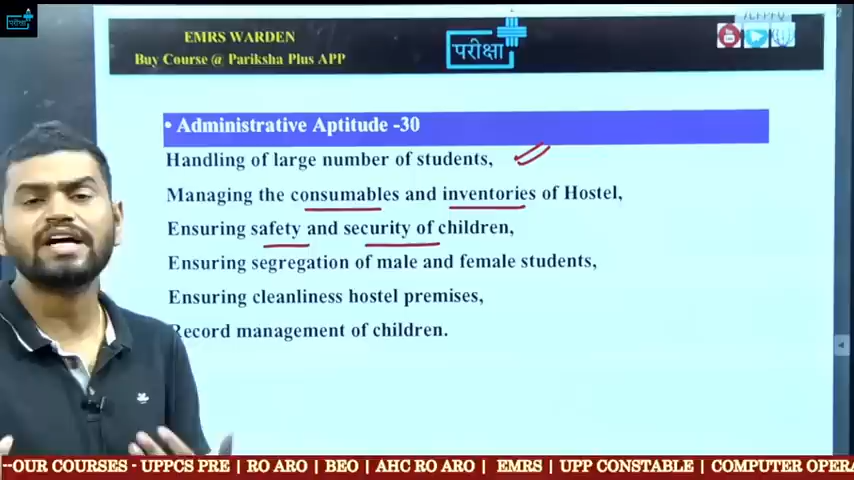 परीक्षा
EMRS WARDEN
Buy Course @ Pariksha Plus APP
परीक्षा
You
• Administrative Aptitude -30
Handling of large number of students,
Managing the consumables and inventories of Hostel,
Ensuring safety and security of children,
Ensuring segregation of male and female students,
Ensuring cleanliness hostel premises,
Record management of children.
--OUR COURSES - UPPCS PRE | RO ARO | BEO | AHC RO ARO | EMRS | UPP CONSTABLE | COMPUTER OPERA